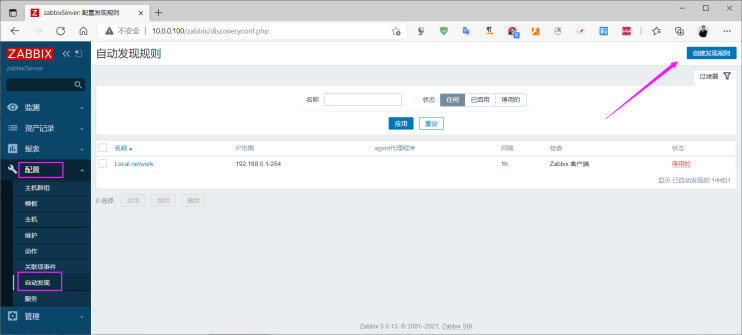 zabbixServer: 配置发现规则
不安全 | 10.0.0.100/zabbix/discoveryconf.php
ZABBIX
zabbixServer
自动发现规则
创建发现规则
过滤器
名称
状态 任何 已启用 停用的
应用 重设
监测
资产记录
报表
配置
主机群组
模板
主机
维护
动作
关联项事件
自动发现
服务
管理
名称 IP范围 agent代理程序 间隔 检查 状态
Local network 192.168.0.1-254 1h Zabbix 客户端 停用的
显示 已自动发现的 1中的1
0 选择 启用 禁用 删除
Zabbix 5.0.13. © 2001–2021, Zabbix SIA